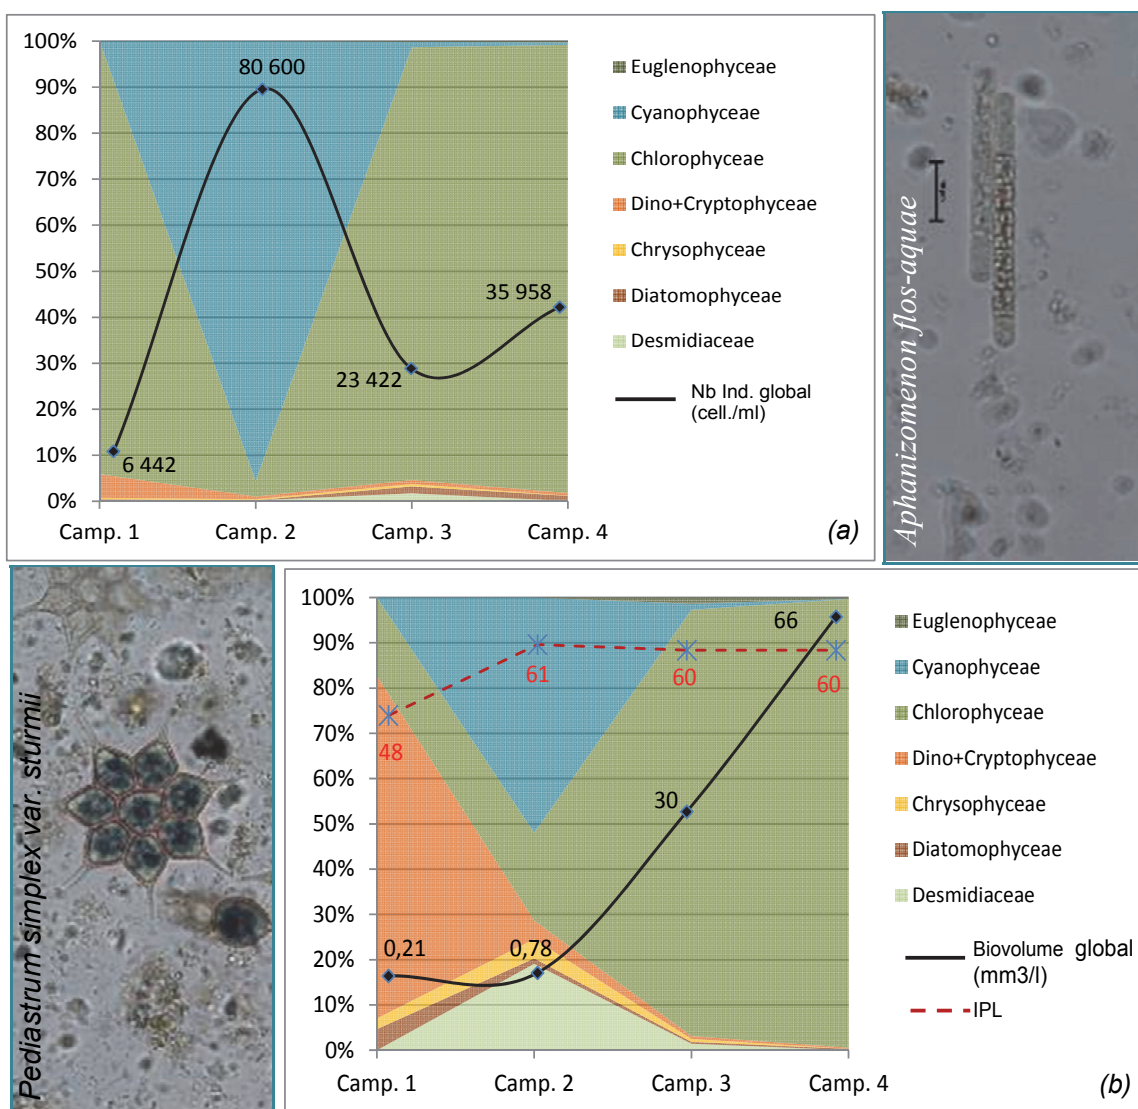 100%
90%
80%
70%
60%
50%
40%
30%
20%
10%
0%
80 600
35 958
23 422
6 442
Camp. 1
Camp. 2
Camp. 3
Camp. 4
Euglenophyceae
Cyanophyceae
Chlorophyceae
Dino+Cryptophyceae
Chrysophyceae
Diatomophyceae
Desmidiaceae
Nb Ind. global
(cell./ml)
(a)
Aphanizomenon flos-aquae
Pediastrum simplex var. sturmii
100%
90%
80%
70%
60%
50%
40%
30%
20%
10%
0%
66
61
60
60
48
30
0,21
0,78
Camp. 1
Camp. 2
Camp. 3
Camp. 4
Euglenophyceae
Cyanophyceae
Chlorophyceae
Dino+Cryptophyceae
Chrysophyceae
Diatomophyceae
Desmidiaceae
Biovolume global
(mm3/l)
IPL
(b)